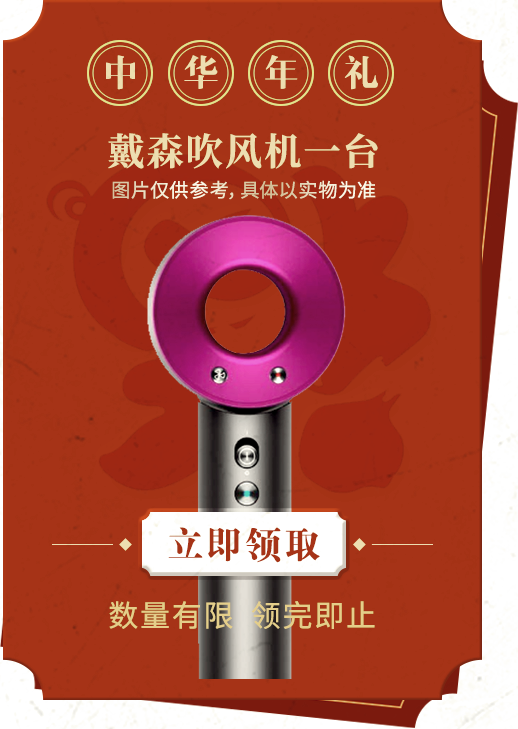 中华年礼
戴森吹风机一台
图片仅供参考，具体以实物为准
立即领取
数量有限 领完即止